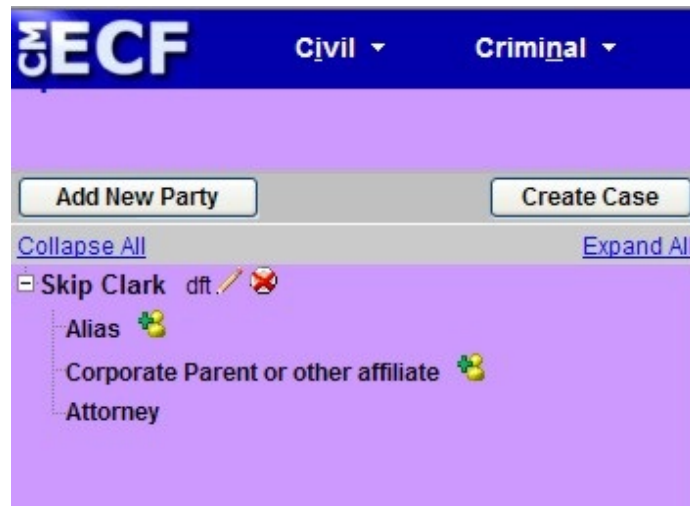 CM ECF Civil Criminal
Add New Party Create Case
Collapse All Expand Al
Skip Clark dft
Alias
Corporate Parent or other affiliate
Attorney